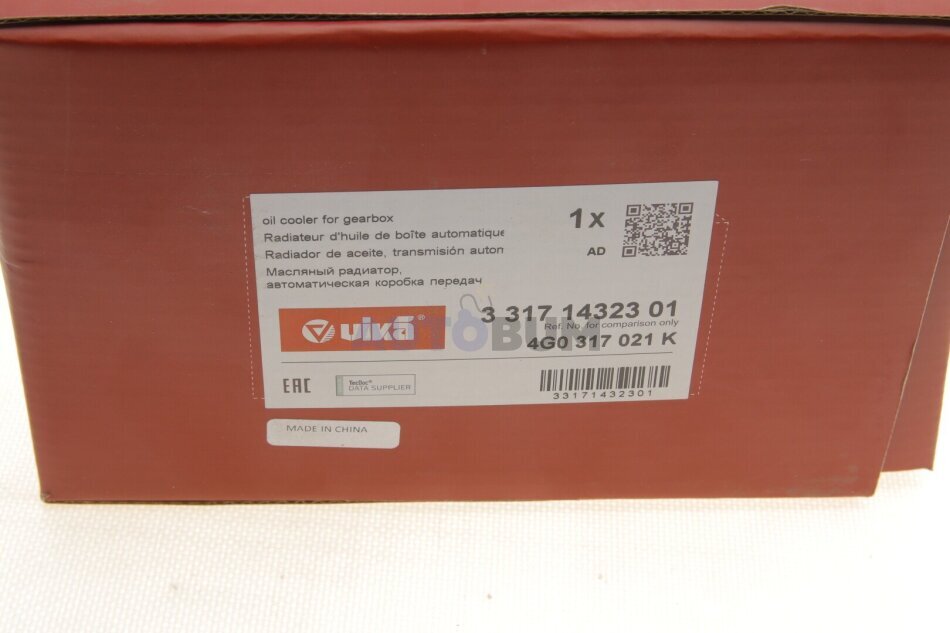 oil cooler for gearbox
Radiateur d'huile de boîte automatique
Radiador de aceite, transmisión autom
Масляный радиатор,
автоматическая коробка передач
1x
AD
vika®
3 317 14323 01
Ref. No. for comparison only
4G0 317 021 K
AUTOBUM
EAC
TecDoc®
DATA SUPPLIER
33171432301
MADE IN CHINA